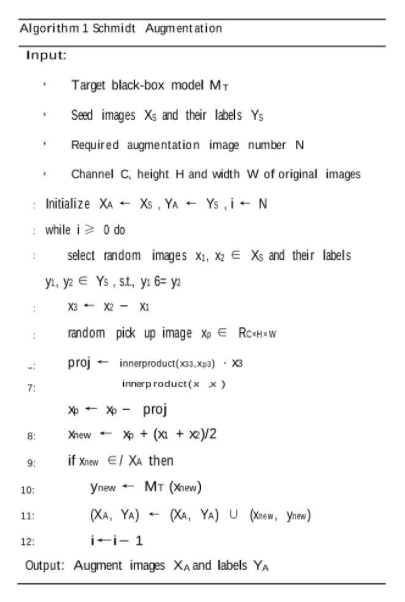 Algorithm 1 Schmidt Augmentation
Input:
' Target black-box model MT
' Seed images XS and their labels YS
' Required augmentation image number N
' Channel C, height H and width W of original images
: Initialize XA ← XS , YA ← YS , i ← N
: while i ⩾ 0 do
: select random images x1, x2 ∈ XS and their labels
y1, y2 ∈ YS , s.t., y1 6= y2
: x3 ← x2 − x1
: random pick up image xp ∈ RC×H×W
proj ← innerproduct(x33,xp3) · x3
7: innerproduct(x ,x )
xp ← xp − proj
8: xnew ← xp + (x1 + x2)/2
9: if xnew ∈/ XA then
10: ynew ← MT (xnew)
11: (XA, YA) ← (XA, YA) ∪ (xnew, ynew)
12: i←i− 1
Output: Augment images XA and labels YA